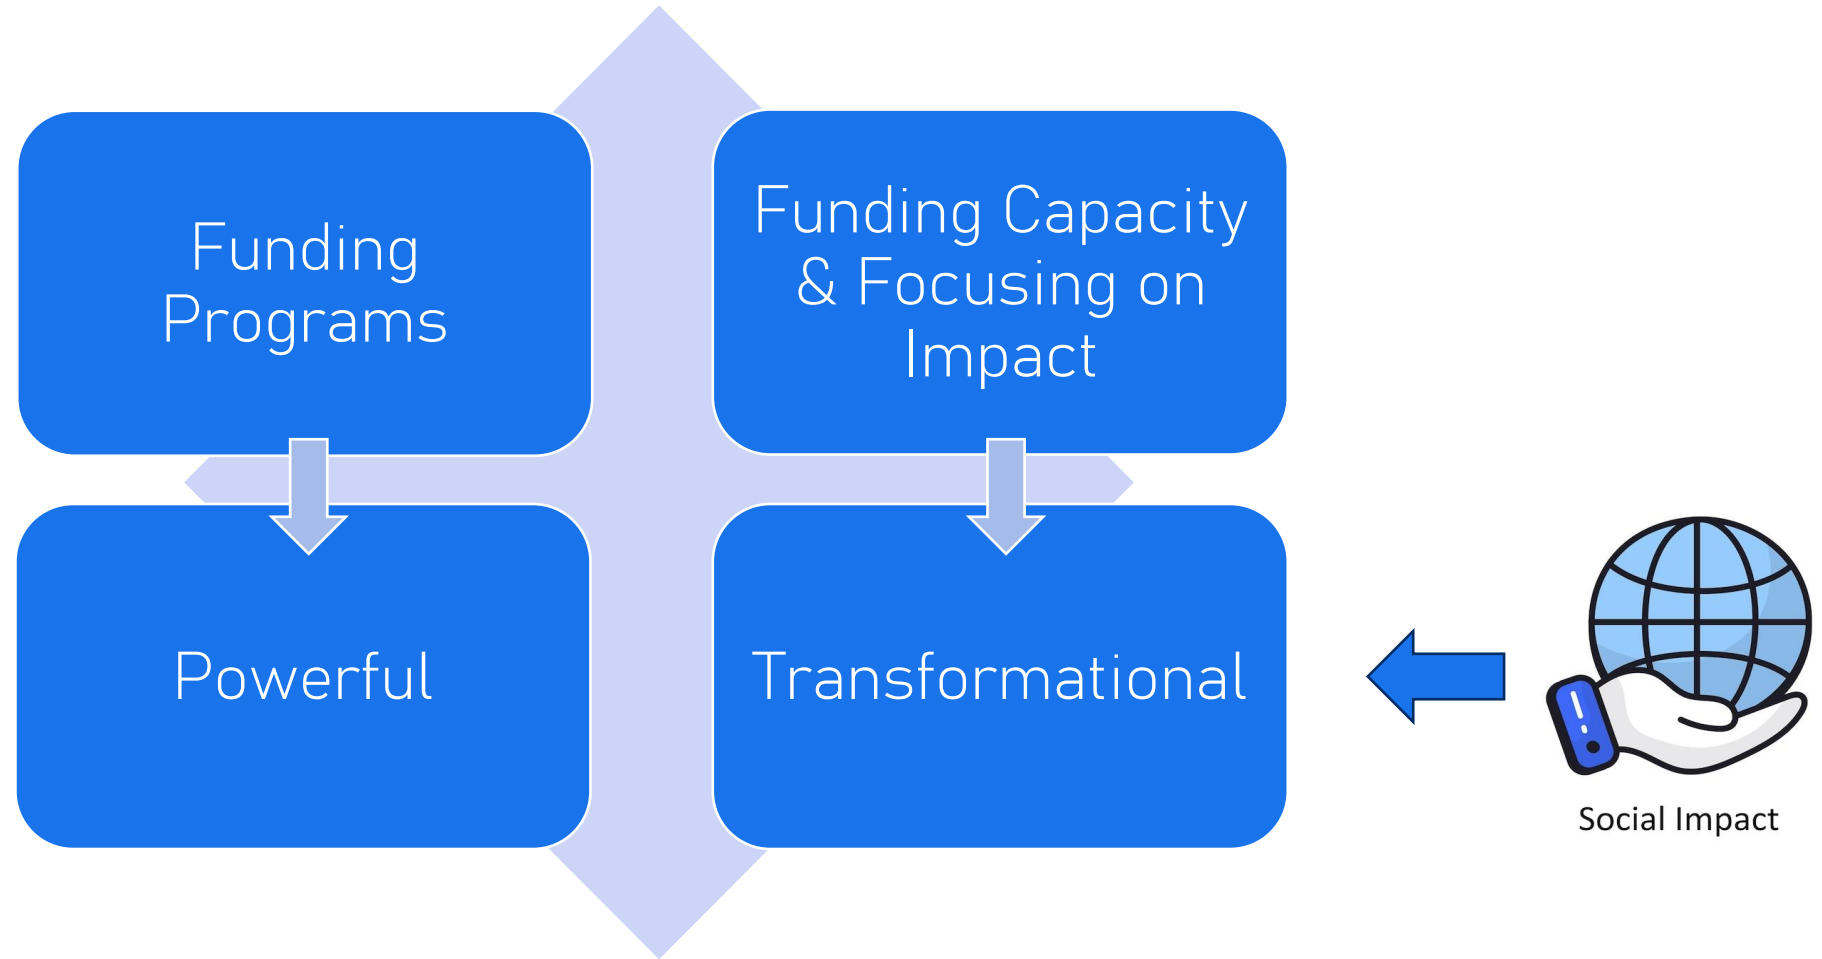 Funding
Programs
Funding Capacity
& Focusing on
Impact
Powerful
Transformational
Social Impact